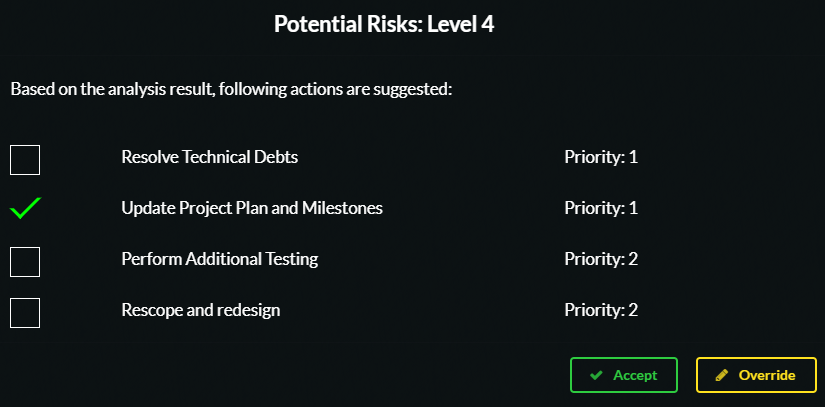 Potential Risks: Level 4
Based on the analysis result, following actions are suggested:
Resolve Technical Debts Priority: 1
Update Project Plan and Milestones Priority: 1
Perform Additional Testing Priority: 2
Rescope and redesign Priority: 2
Accept Override